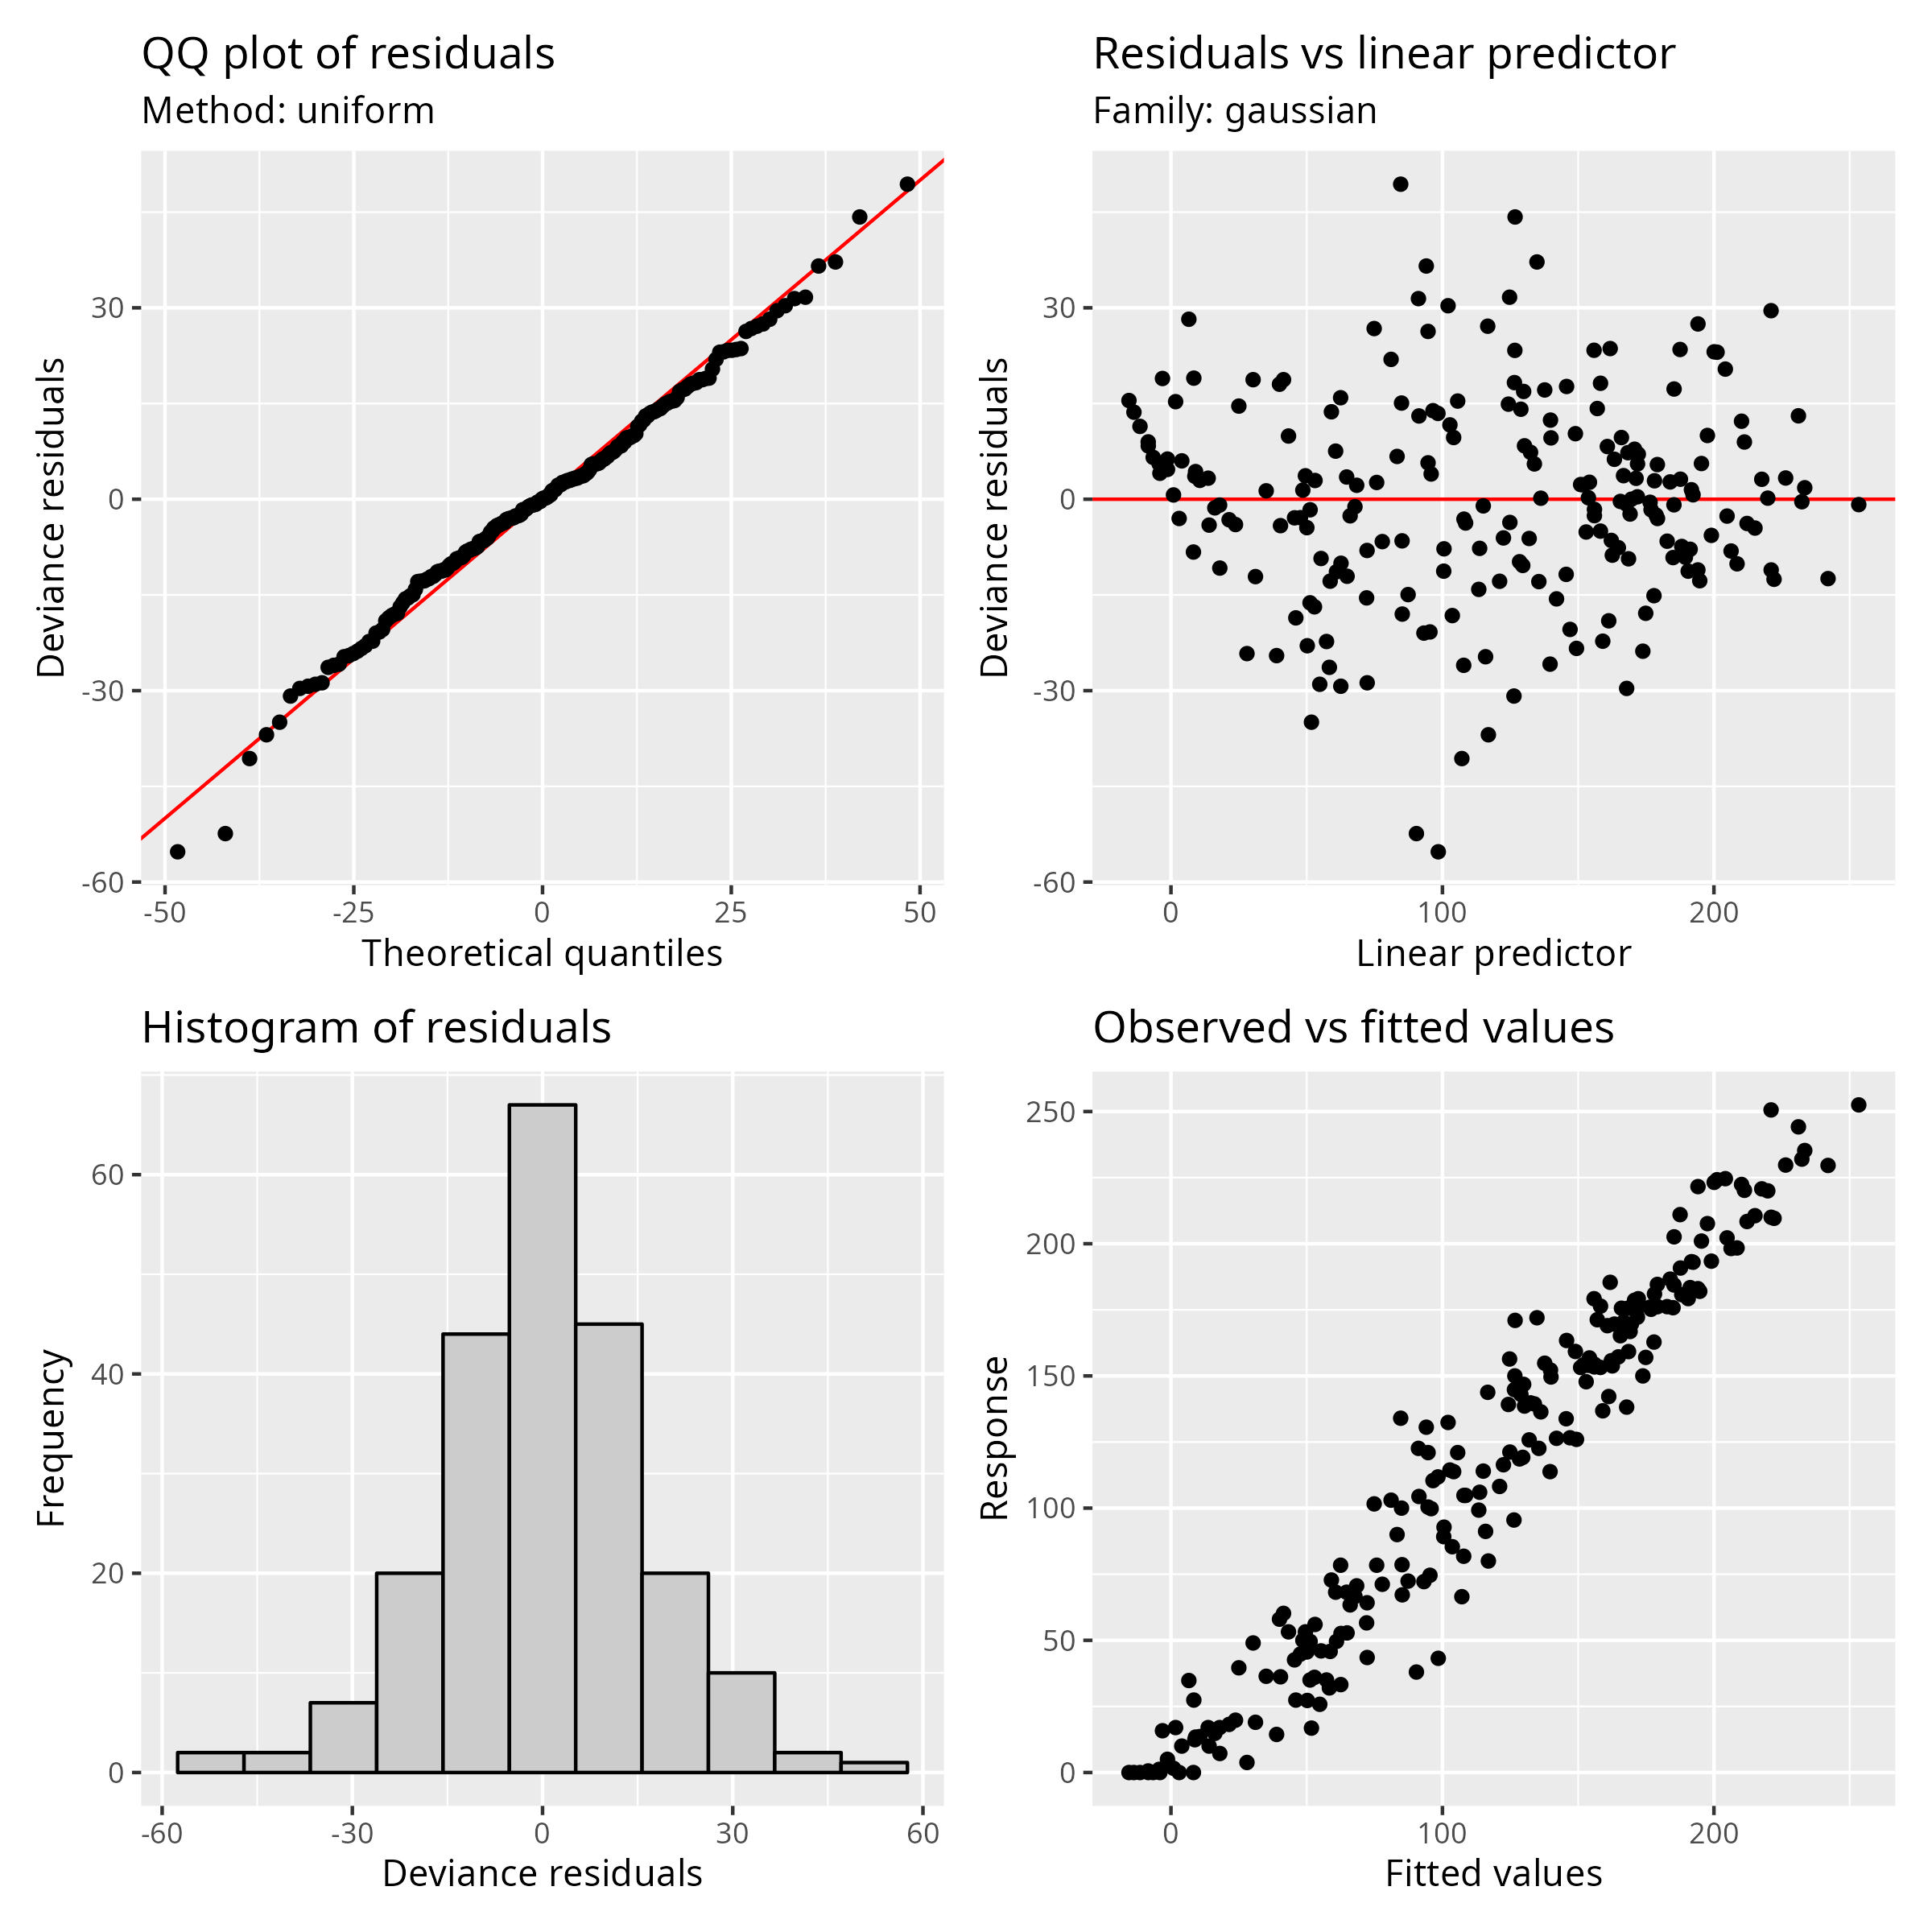 QQ plot of residuals
Method: uniform
30
0
-30
-60
-50
-25
0
25
50
Theoretical quantiles
Deviance residuals
Residuals vs linear predictor
Family: gaussian
30
0
-30
-60
0
100
200
Linear predictor
Deviance residuals
Histogram of residuals
60
40
20
0
-60
-30
0
30
60
Deviance residuals
Frequency
Observed vs fitted values
250
200
150
100
50
0
0
100
200
Fitted values
Response